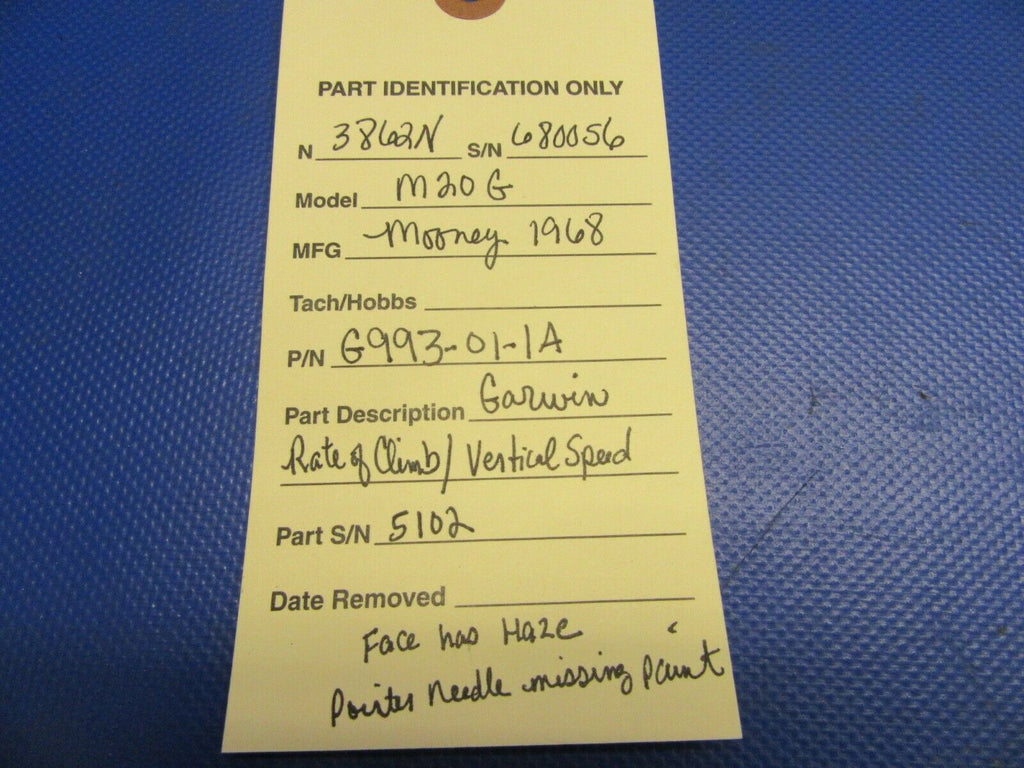 PART IDENTIFICATION ONLY
N 3862N S/N 680056
Model M20G
MFG Mooney 1968
Tach/Hobbs
P/N G993-01-1A
Part Description Garwin
Rate of Climb/Vertical Speed
Part S/N 5102
Date Removed
Face has Haze
Pointer Needle missing paint